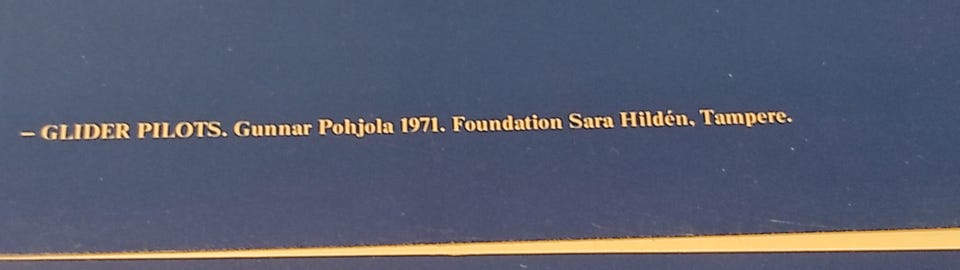 – GLIDER PILOTS. Gunnar Pohjola 1971. Foundation Sara Hildén, Tampere.